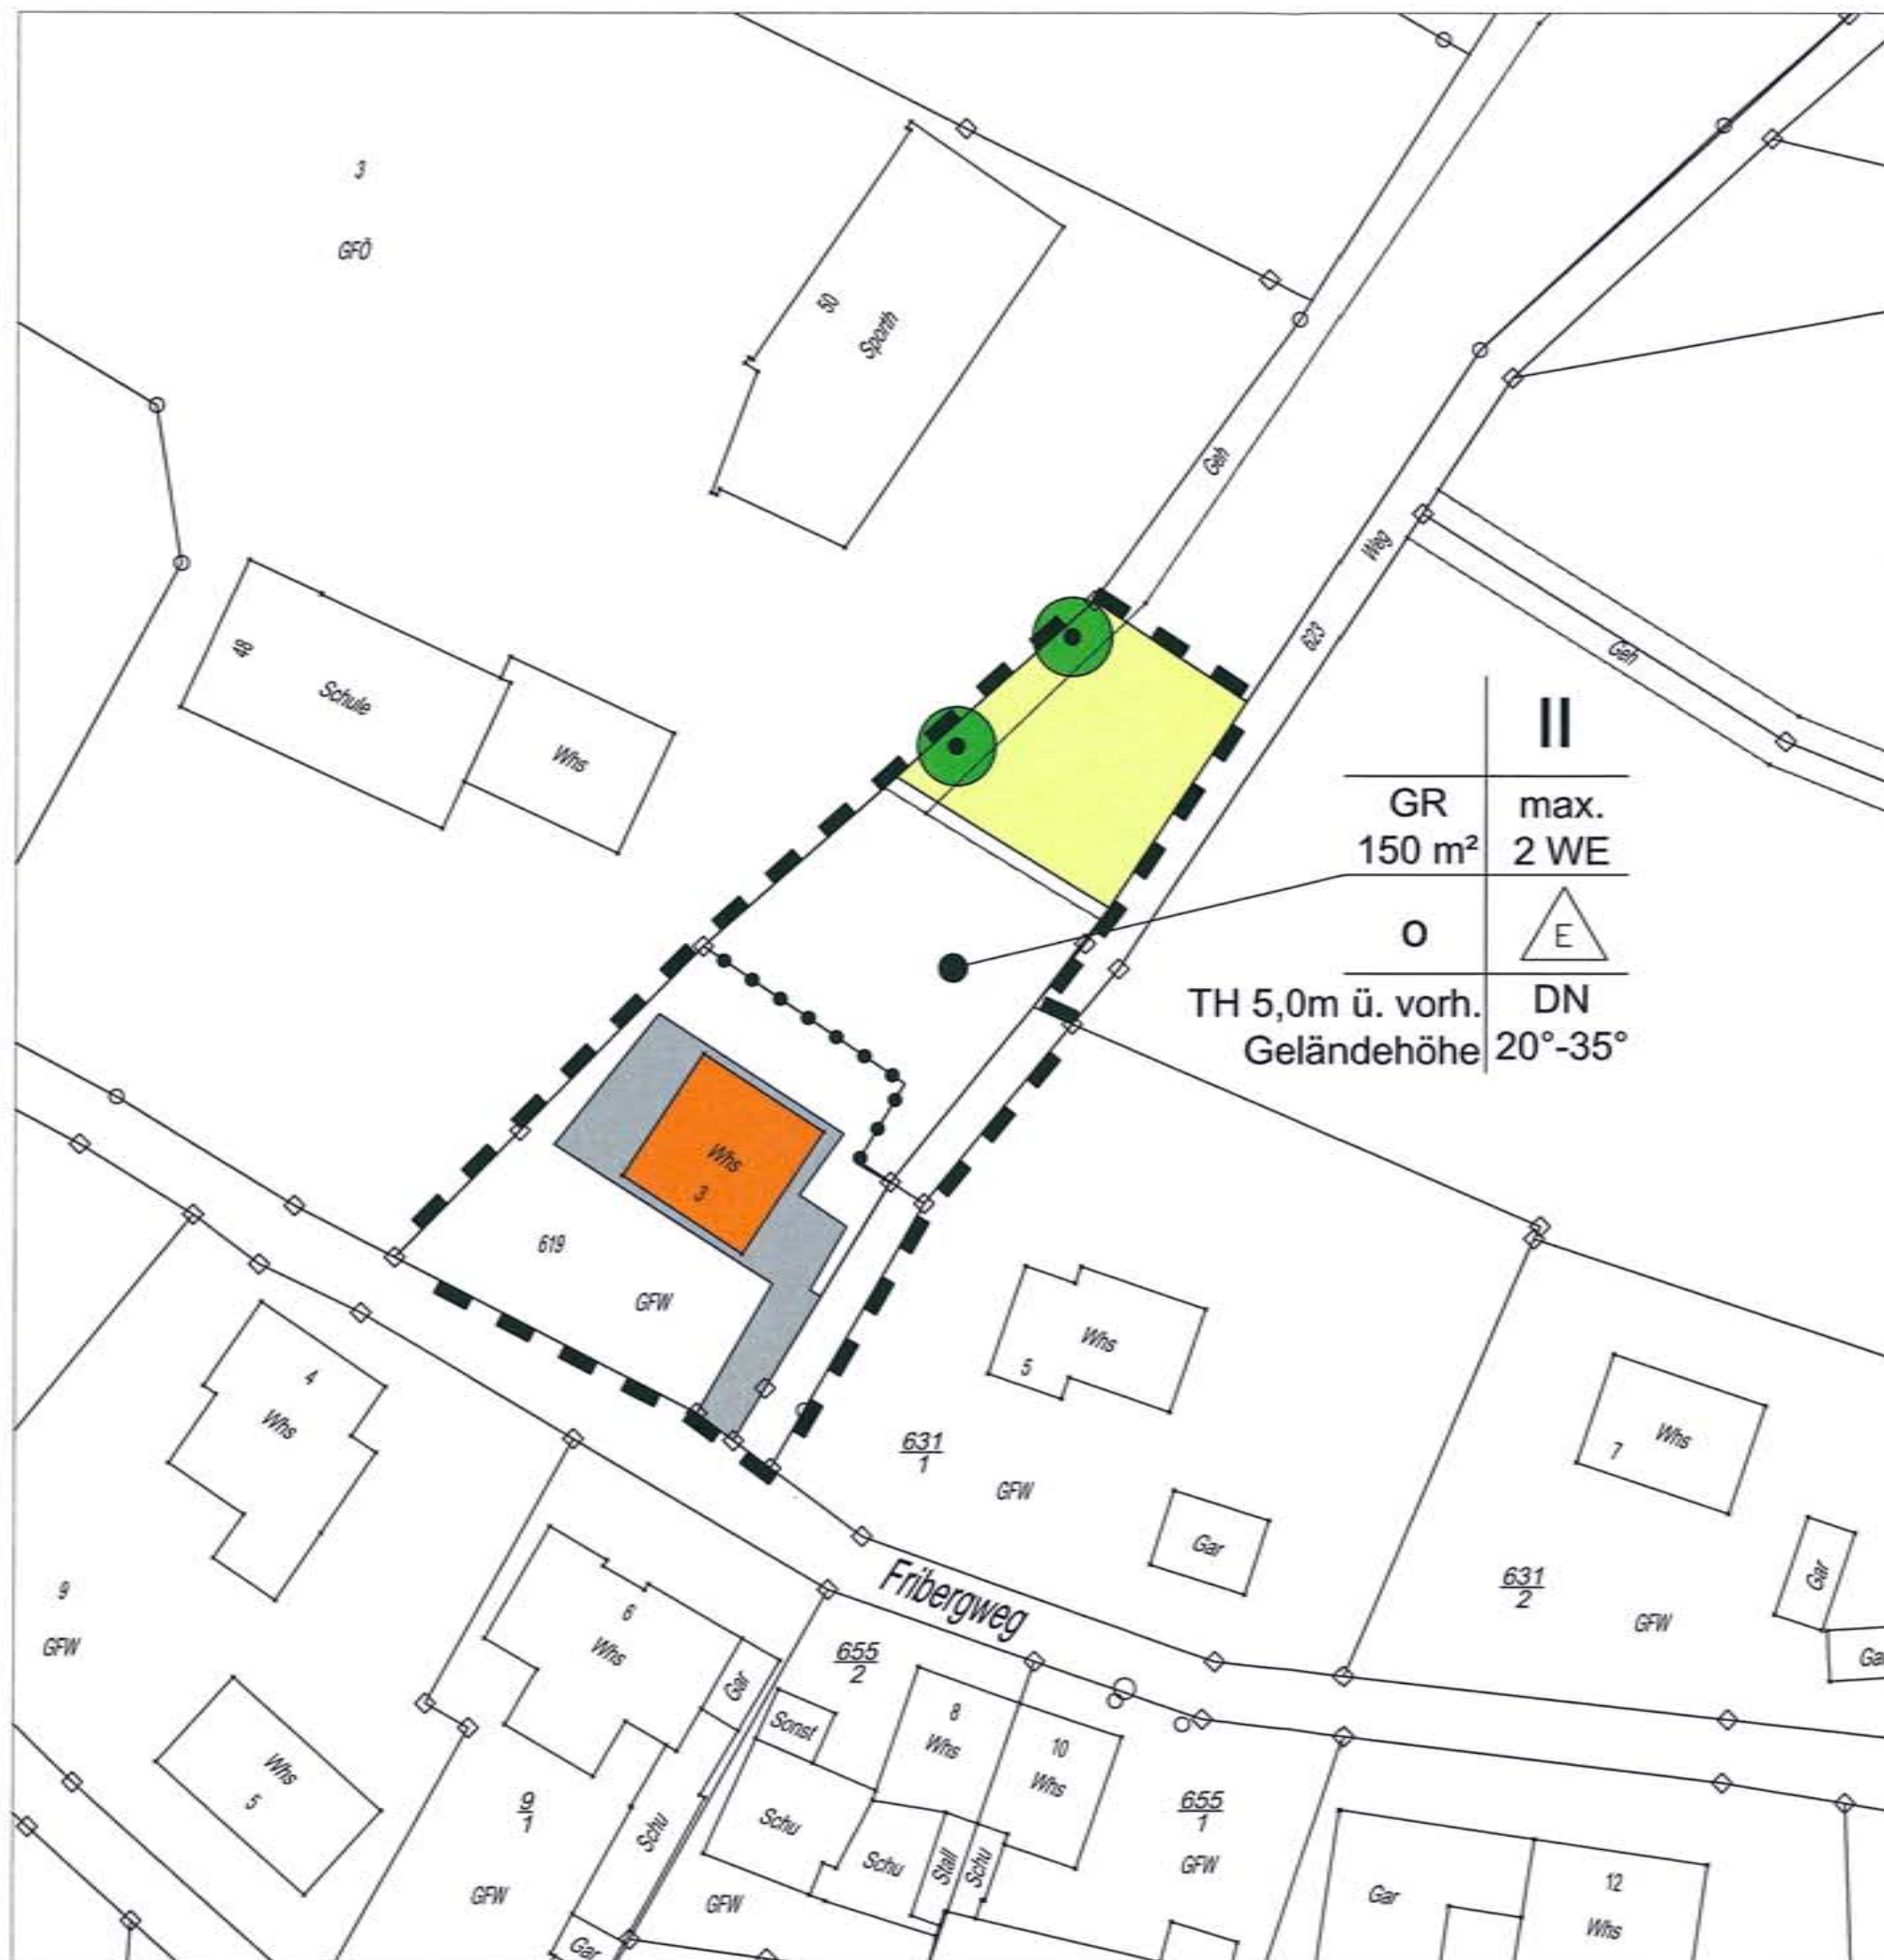 3
GFÖ
50
Sporth
Geh
Weg
623
Geh
48
Schule
Whs
II
GR
150 m²
max.
2 WE
o
E
TH 5,0m ü. vorh.
Geländehöhe
DN
20°-35°
Whs
3
619
GFW
Whs
5
631
1
GFW
Gar
Whs
7
631
2
GFW
Gar
Ga
4
Whs
9
GFW
Whs
5
6
Whs
Gar
9
1
GFW
Schu
Gar
Fribergweg
655
2
Sonst
Schu
8
Whs
10
Whs
Schu
Stall
Schu
GFW
655
1
GFW
Gar
12
Whs